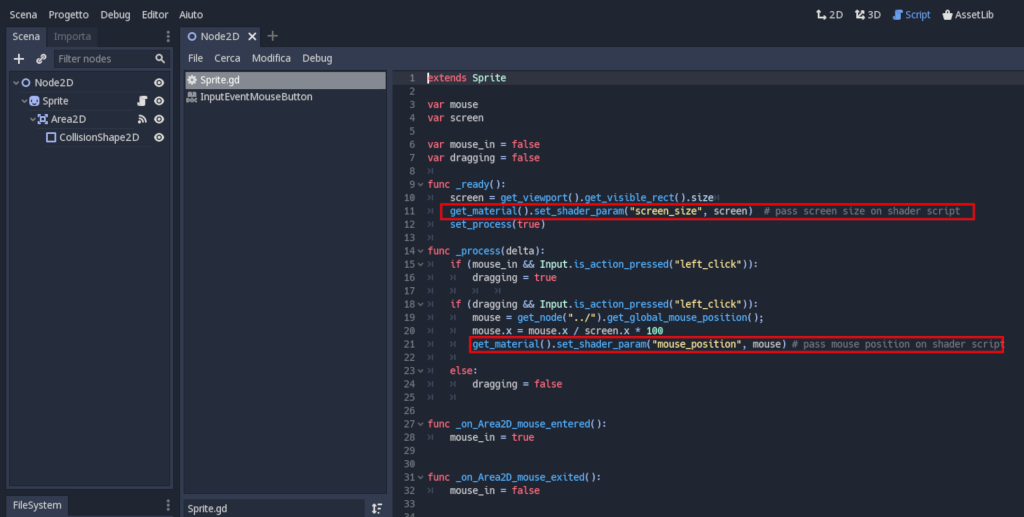 Scena Progetto Debug Editor Aiuto
2D 3D Script AssetLib
Scena Importa
Node2D
Filter nodes
File Cerca Modifica Debug
Node2D
Sprite
Area2D
CollisionShape2D
Sprite.gd
InputEventMouseButton
1 extends Sprite
2
3 var mouse
4 var screen
5
6 var mouse_in = false
7 var dragging = false
8
9 func _ready():
10 screen = get_viewport().get_visible_rect().size
11 get_material().set_shader_param("screen_size", screen) # pass screen size on shader script
12 set_process(true)
13
14 func _process(delta):
15 if (mouse_in && Input.is_action_pressed("left_click")):
16 dragging = true
17
18 if (dragging && Input.is_action_pressed("left_click")):
19 mouse = get_node("../").get_global_mouse_position();
20 mouse.x = mouse.x / screen.x * 100
21 get_material().set_shader_param("mouse_position", mouse) # pass mouse position on shader script
22
23 else:
24 dragging = false
25
26
27 func _on_Area2D_mouse_entered():
28 mouse_in = true
29
30
31 func _on_Area2D_mouse_exited():
32 mouse_in = false
33
34
FileSystem
Sprite.gd